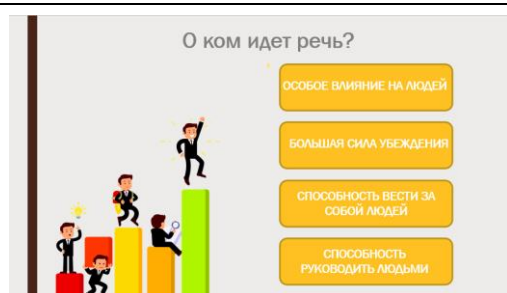 О ком идет речь?
ОСОБОЕ ВЛИЯНИЕ НА ЛЮДЕЙ
БОЛЬШАЯ СИЛА УБЕЖДЕНИЯ
СПОСОБНОСТЬ ВЕСТИ ЗА
СОБОЙ ЛЮДЕЙ
СПОСОБНОСТЬ
РУКОВОДИТЬ ЛЮДЬМИ